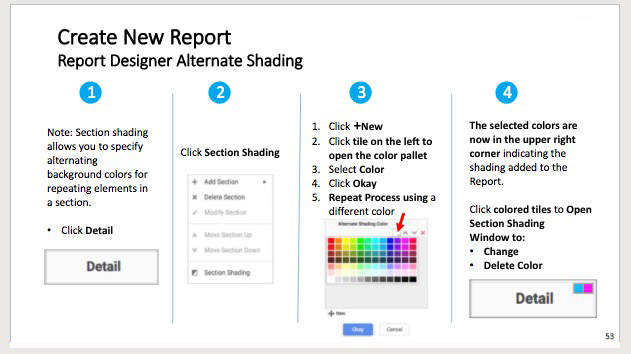 Create New Report
Report Designer Alternate Shading
1
Note: Section shading
allows you to specify
alternating
background colors for
repeating elements in
a section.
• Click Detail
Detail
2
Click Section Shading
Add Section
Delete Section
Modify Section
Move Section Up
Move Section Down
Section Shading
3
1. Click +New
2. Click tile on the left to
open the color pallet
3. Select Color
4. Click Okay
5. Repeat Process using a
different color
Alternate Shading Color
+ New
Okay
Cancel
4
The selected colors are
now in the upper right
corner indicating the
shading added to the
Report.
Click colored tiles to Open
Section Shading
Window to:
• Change
• Delete Color
Detail
53